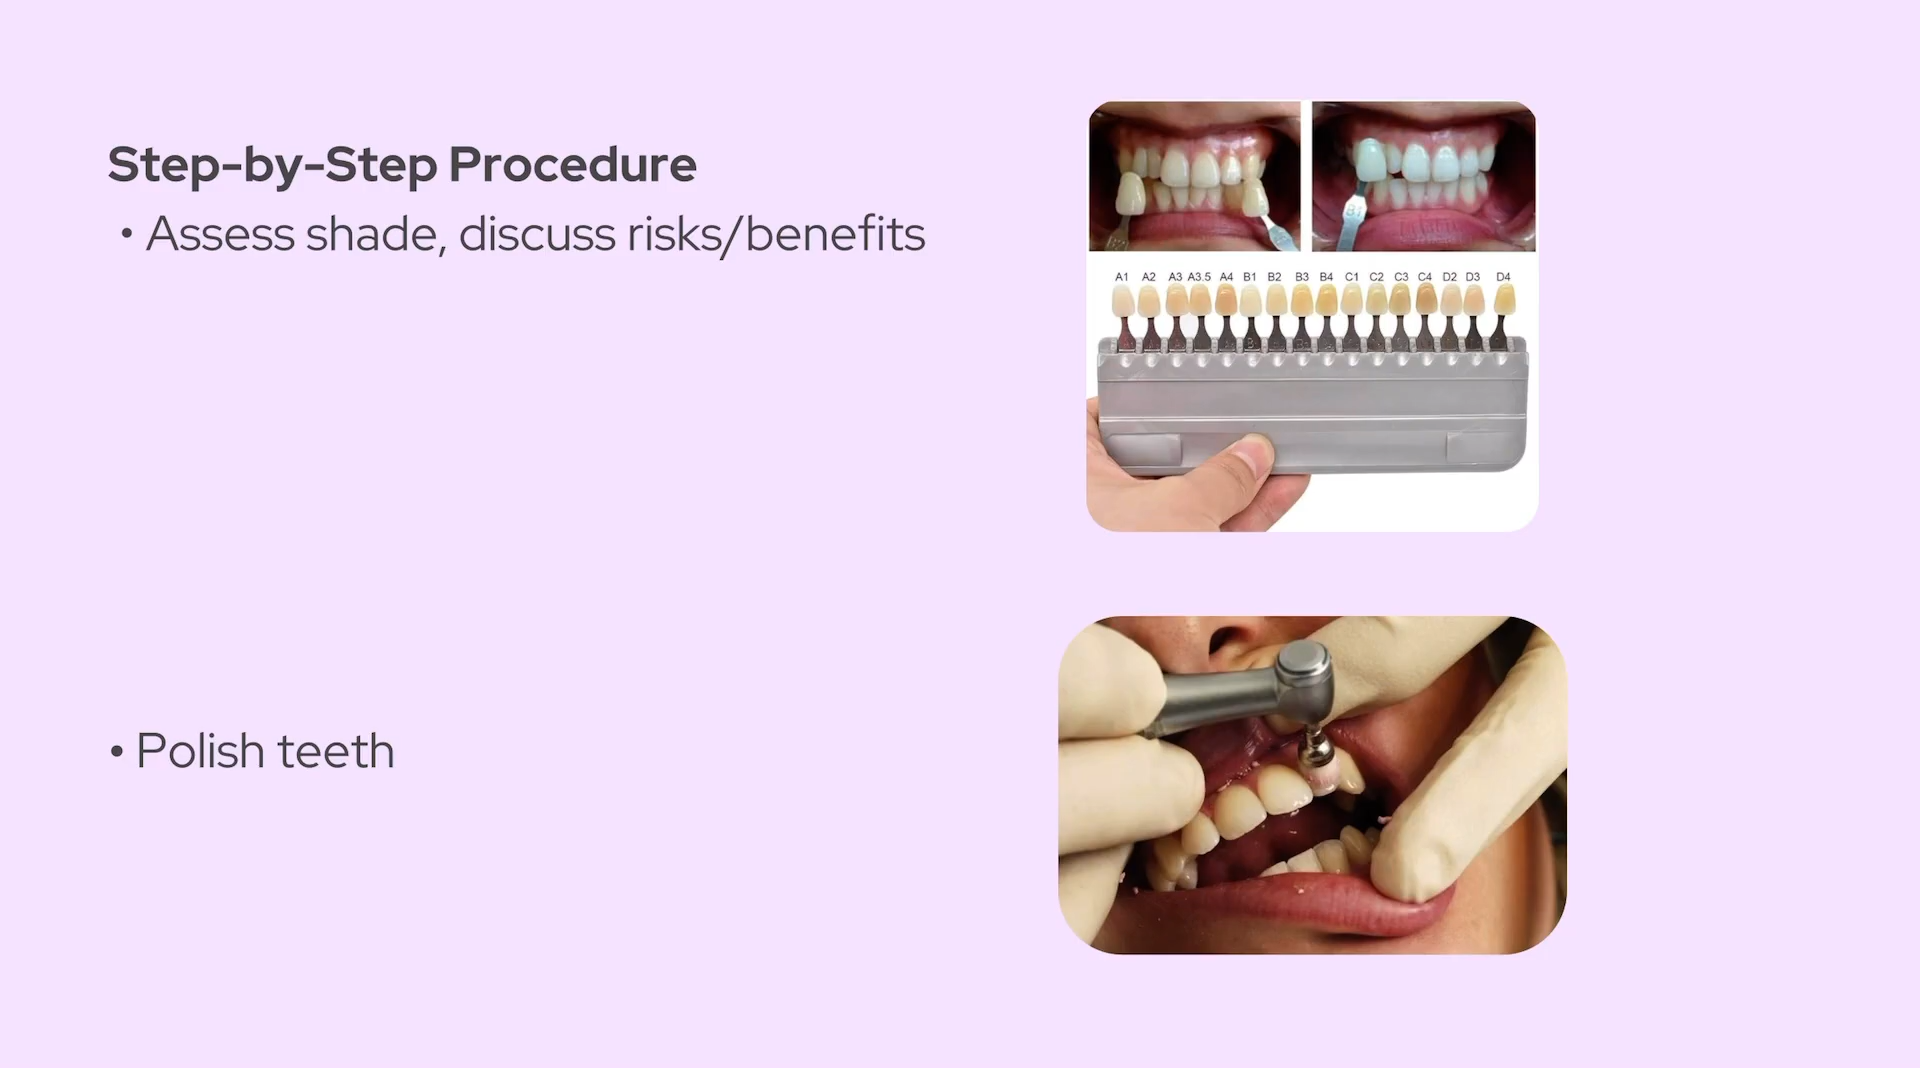 Step-by-Step Procedure
• Assess shade, discuss risks/benefits
B1
A1 A2 A3 A3.5 A4 B1 B2 B3 B4 C1 C2 C3 C4 D2 D3 D4
• Polish teeth